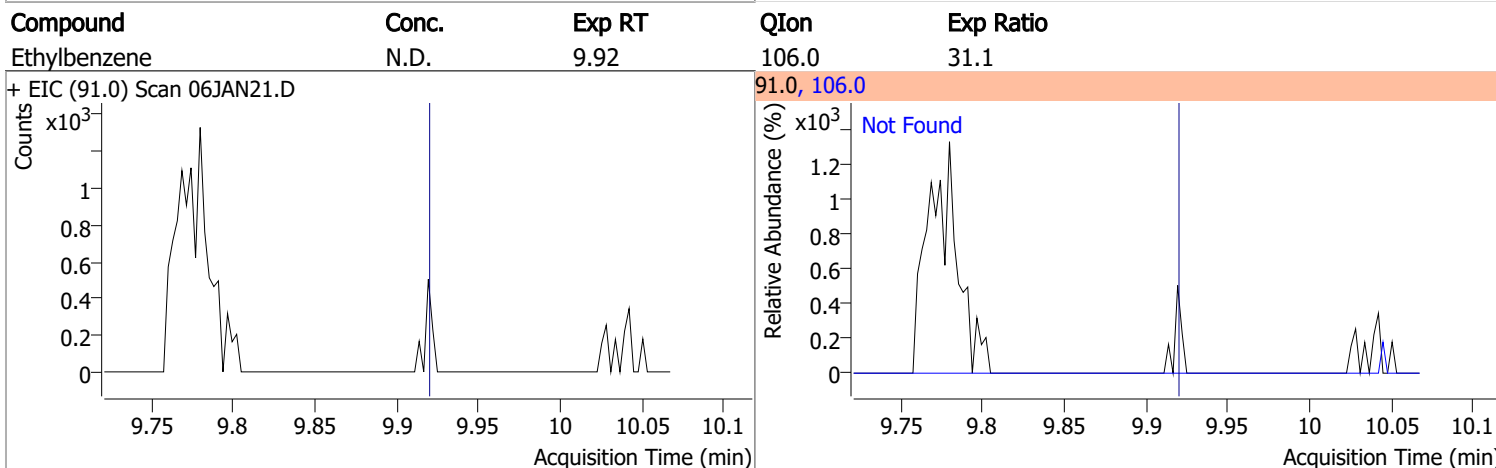 Compound Conc. Exp RT QIon Exp Ratio
Ethylbenzene N.D. 9.92 106.0 31.1
+ EIC (91.0) Scan 06JAN21.D
Counts
x10³
1
0.8
0.6
0.4
0.2
0
9.75 9.8 9.85 9.9 9.95 10 10.05 10.1
Acquisition Time (min)
91.0, 106.0
Relative Abundance (%)
x10³
Not Found
1.2
1
0.8
0.6
0.4
0.2
0
9.75 9.8 9.85 9.9 9.95 10 10.05 10.1
Acquisition Time (min)